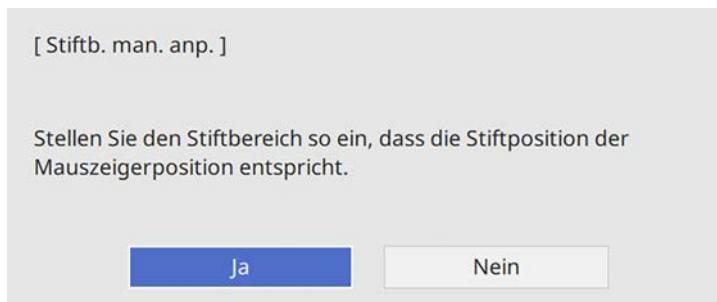 [ Stiftb. man. anp. ]
Stellen Sie den Stiftbereich so ein, dass die Stiftposition der
Mauszeigerposition entspricht.
Ja
Nein